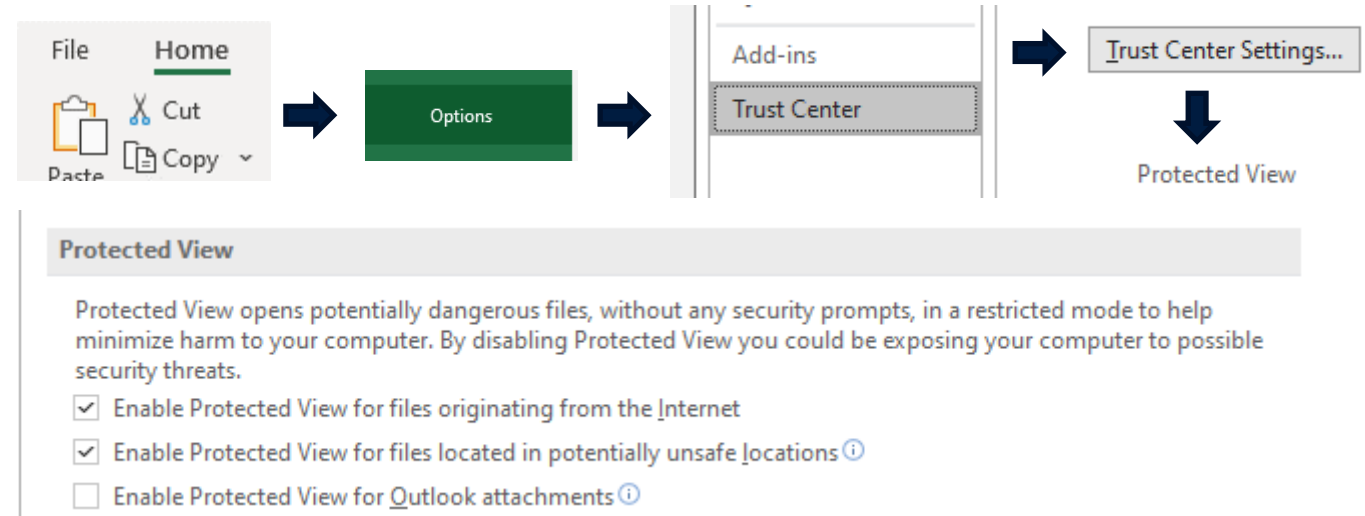 File Home
Cut
Copy
Paste
Options
Add-ins
Trust Center
Trust Center Settings...
Protected View
Protected View
Protected View opens potentially dangerous files, without any security prompts, in a restricted mode to help
minimize harm to your computer. By disabling Protected View you could be exposing your computer to possible
security threats.
Enable Protected View for files originating from the Internet
Enable Protected View for files located in potentially unsafe locations
Enable Protected View for Outlook attachments